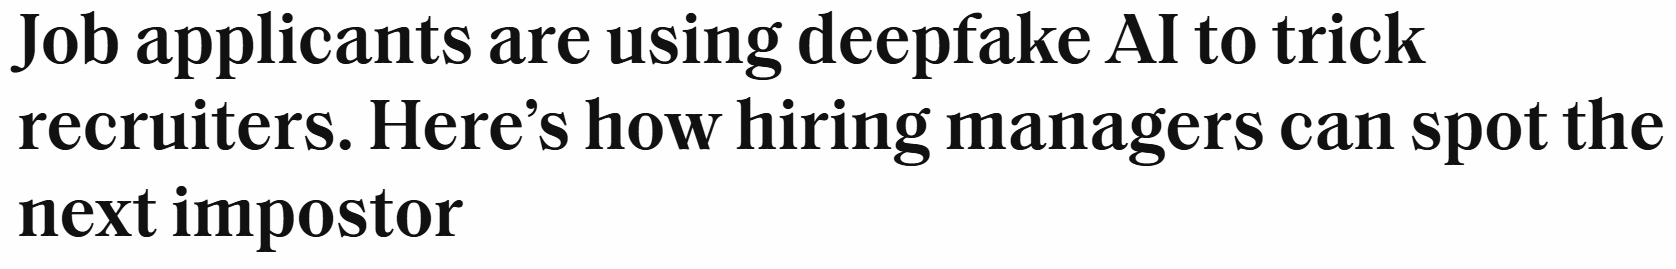 Job applicants are using deepfake AI to trick
recruiters. Here’s how hiring managers can spot the
next impostor